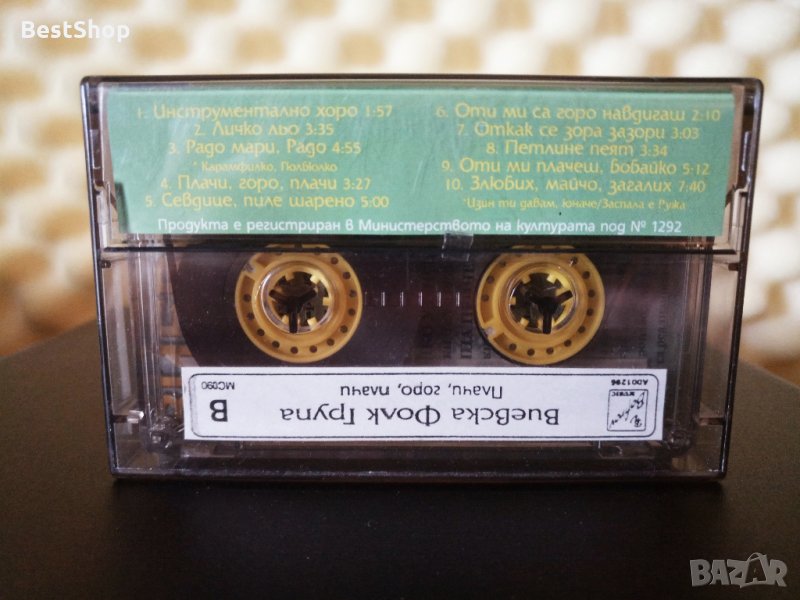 BestShop
1. Инструментално хоро 1:57
2. Личко льо 3:35
3. Радо мари, Радо 4:55
* Карамфилко, Гюлбюлко
4. Плачи, горо, плачи 3:27
5. Севдице, пиле шарено 5:00
6. Оти ми са горо навдигаш 2:10
7. Откак се зора зазори 3:03
8. Петлине пеят 3:34
9. Оти ми плачеш, бобайко 5:12
10. Злюбих, майчо, загалих 7:40
*Изин ти давам, юначе/Заспала е Ружа
Продукта е регистриран в Министерството на културата под № 1292
Виевска Фолк Група
Плачи, горо, плачи
B
MC090
MUSIC
AD01296
BAZAR